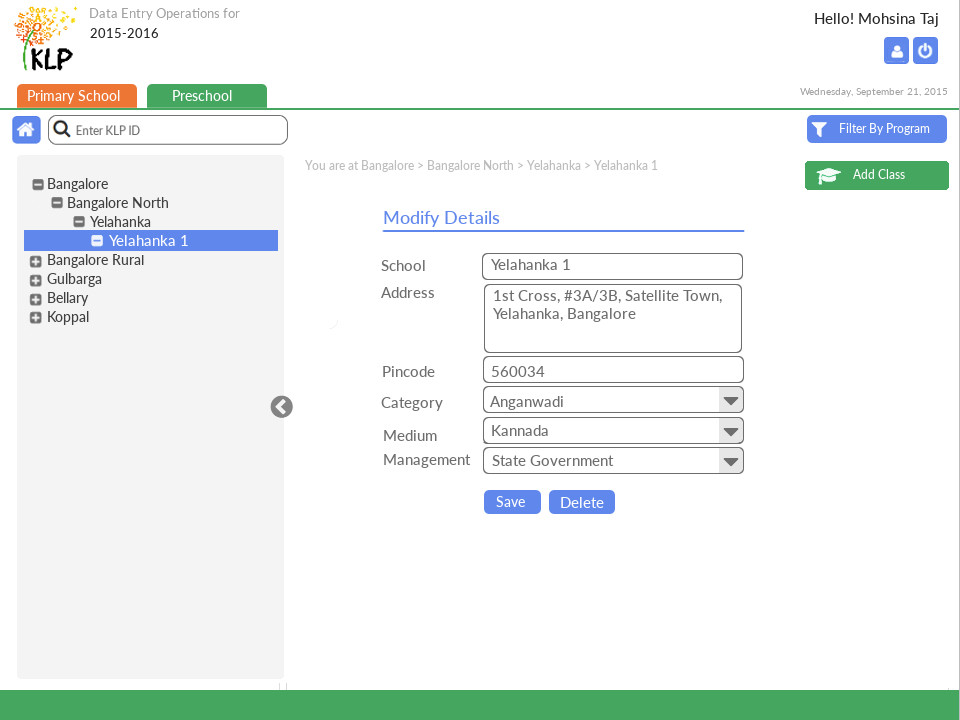 Data Entry Operations for
2015-2016
KLP
Hello! Mohsina Taj
Primary School
Preschool
Wednesday, September 21, 2015
Enter KLP ID
Filter By Program
You are at Bangalore > Bangalore North > Yelahanka > Yelahanka 1
Add Class
Bangalore
Bangalore North
Yelahanka
Yelahanka 1
Bangalore Rural
Gulbarga
Bellary
Koppal
Modify Details
School
Yelahanka 1
Address
1st Cross, #3A/3B, Satellite Town,
Yelahanka, Bangalore
Pincode
560034
Category
Anganwadi
Medium
Kannada
Management
State Government
Save
Delete